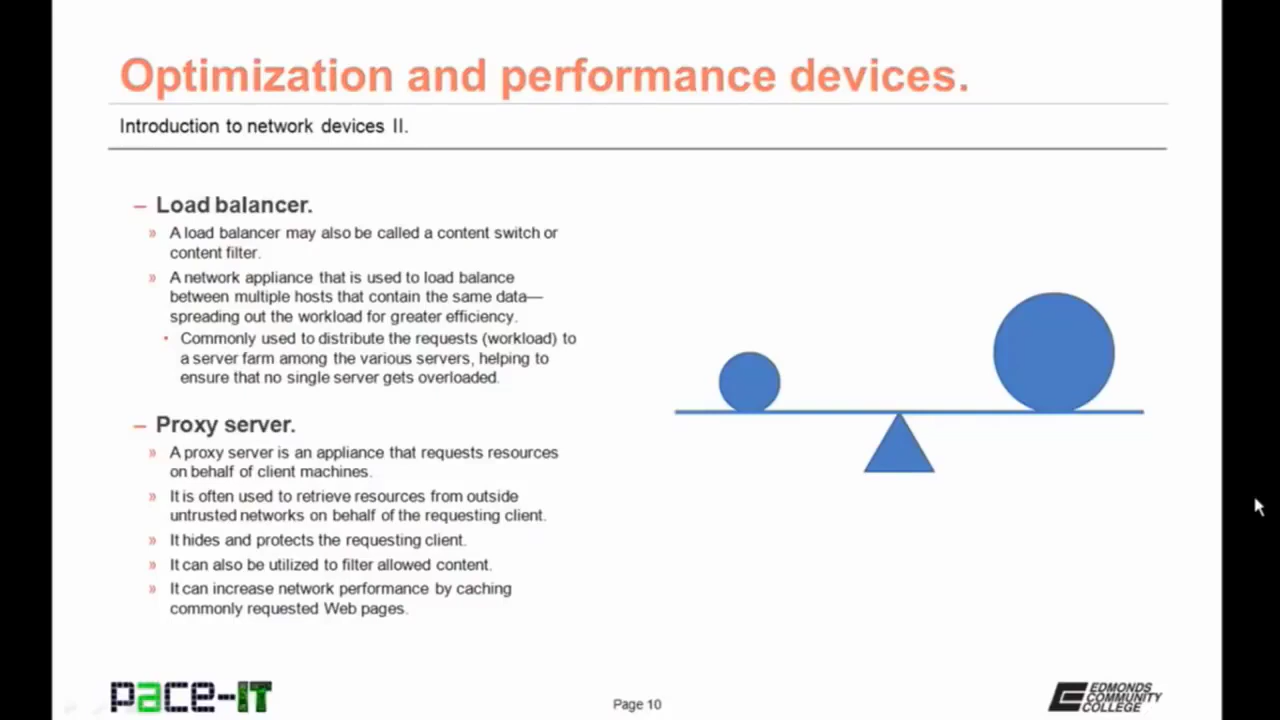 Optimization and performance devices.
Introduction to network devices II.
– Load balancer.
» A load balancer may also be called a content switch or
content filter.
» A network appliance that is used to load balance
between multiple hosts that contain the same data—
spreading out the workload for greater efficiency.
• Commonly used to distribute the requests (workload) to
a server farm among the various servers, helping to
ensure that no single server gets overloaded.
– Proxy server.
» A proxy server is an appliance that requests resources
on behalf of client machines.
» It is often used to retrieve resources from outside
untrusted networks on behalf of the requesting client.
» It hides and protects the requesting client.
» It can also be utilized to filter allowed content.
» It can increase network performance by caching
commonly requested Web pages.
pace-IT
Page 10
EDMONDS
COMMUNITY
COLLEGE